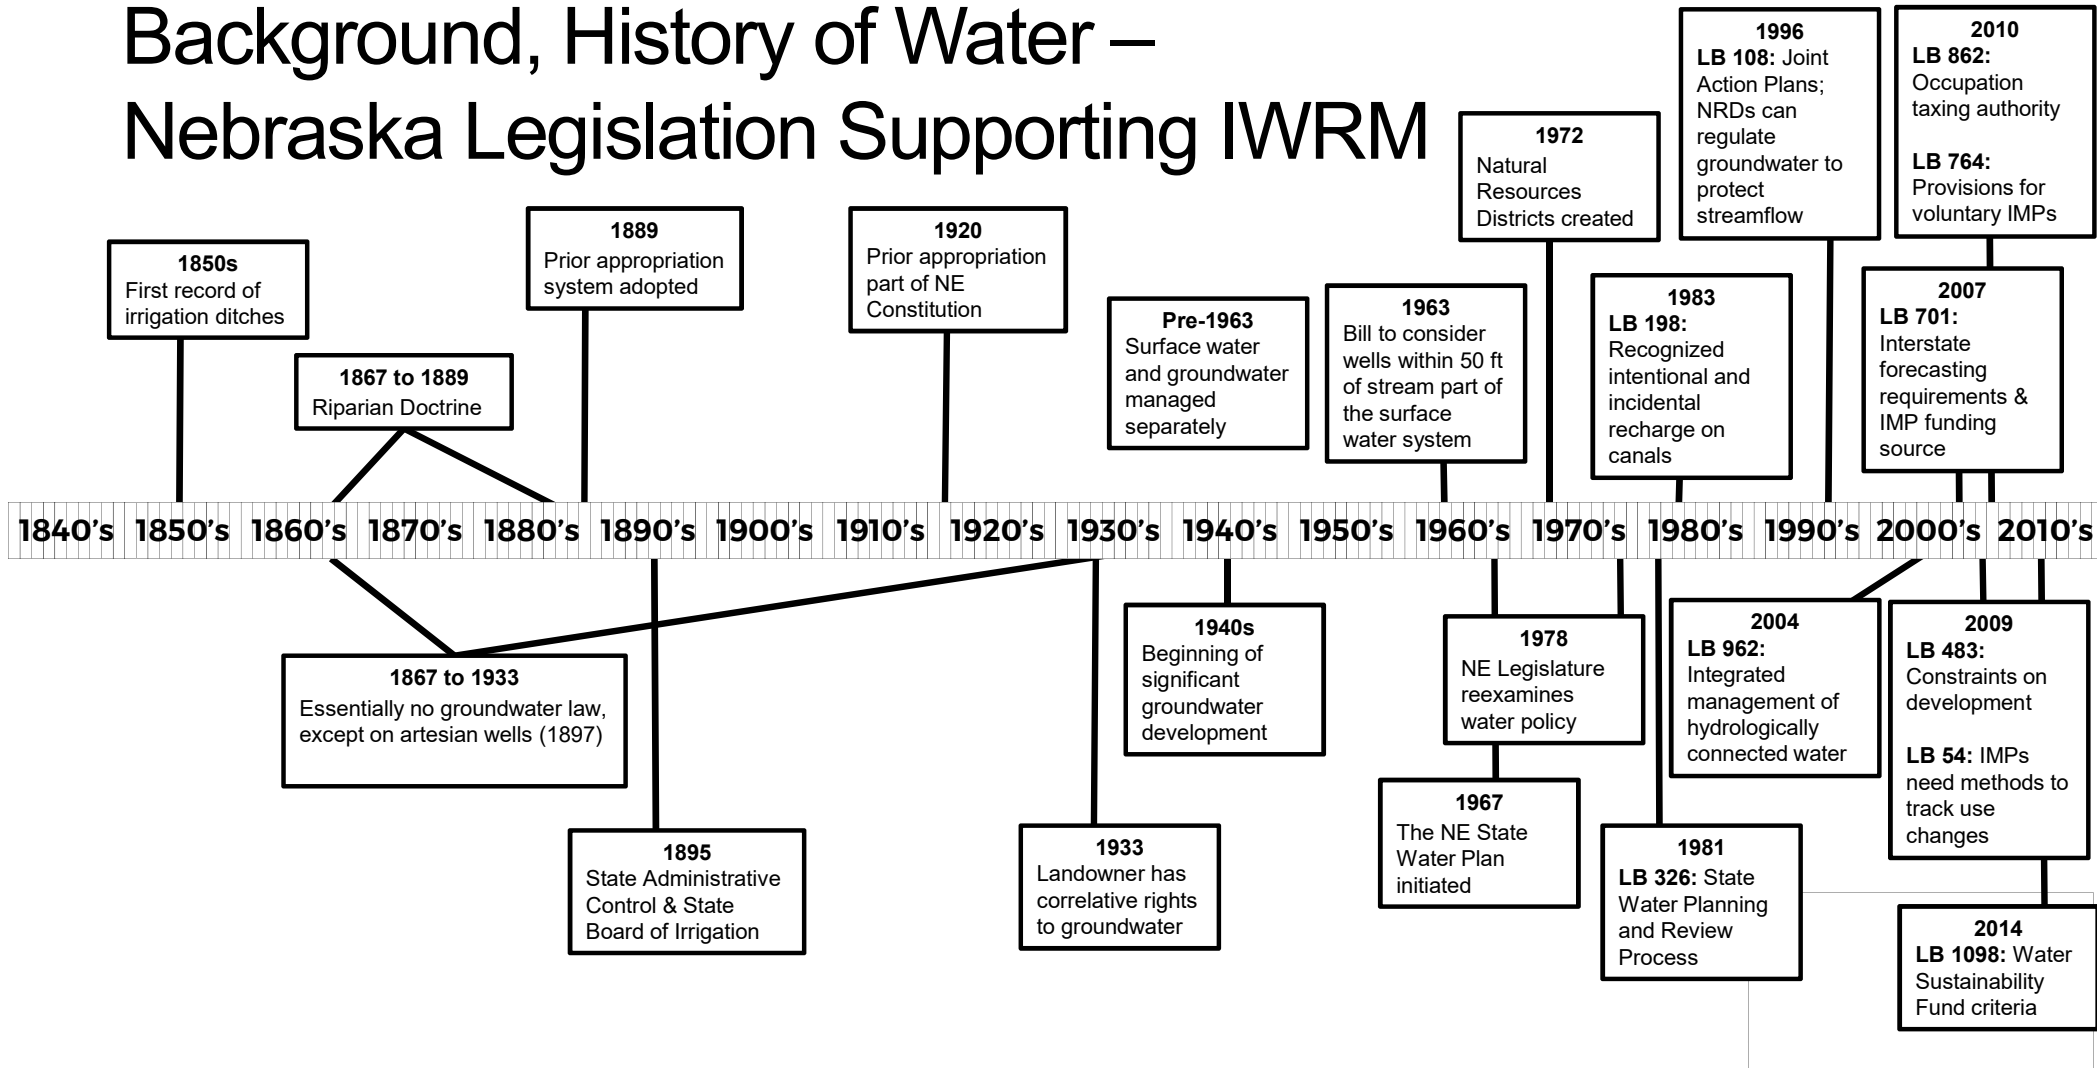 Background, History of Water –
Nebraska Legislation Supporting IWRM
1850s
First record of
irrigation ditches
1867 to 1889
Riparian Doctrine
1889
Prior appropriation
system adopted
1920
Prior appropriation
part of NE
Constitution
Pre-1963
Surface water
and groundwater
managed
separately
1963
Bill to consider
wells within 50 ft
of stream part of
the surface
water system
1972
Natural
Resources
Districts created
1983
LB 198:
Recognized
intentional and
incidental
recharge on
canals
1996
LB 108: Joint
Action Plans;
NRDs can
regulate
groundwater to
protect
streamflow
2010
LB 862:
Occupation
taxing authority
LB 764:
Provisions for
voluntary IMPs
2007
LB 701:
Interstate
forecasting
requirements &
IMP funding
source
1840's 1850's 1860's 1870's 1880's 1890's 1900's 1910's 1920's 1930's 1940's 1950's 1960's 1970's 1980's 1990's 2000's 2010's
1867 to 1933
Essentially no groundwater law,
except on artesian wells (1897)
1895
State Administrative
Control & State
Board of Irrigation
1933
Landowner has
correlative rights
to groundwater
1940s
Beginning of
significant
groundwater
development
1978
NE Legislature
reexamines
water policy
1967
The NE State
Water Plan
initiated
1981
LB 326: State
Water Planning
and Review
Process
2004
LB 962:
Integrated
management of
hydrologically
connected water
2009
LB 483:
Constraints on
development
LB 54: IMPs
need methods to
track use
changes
2014
LB 1098: Water
Sustainability
Fund criteria